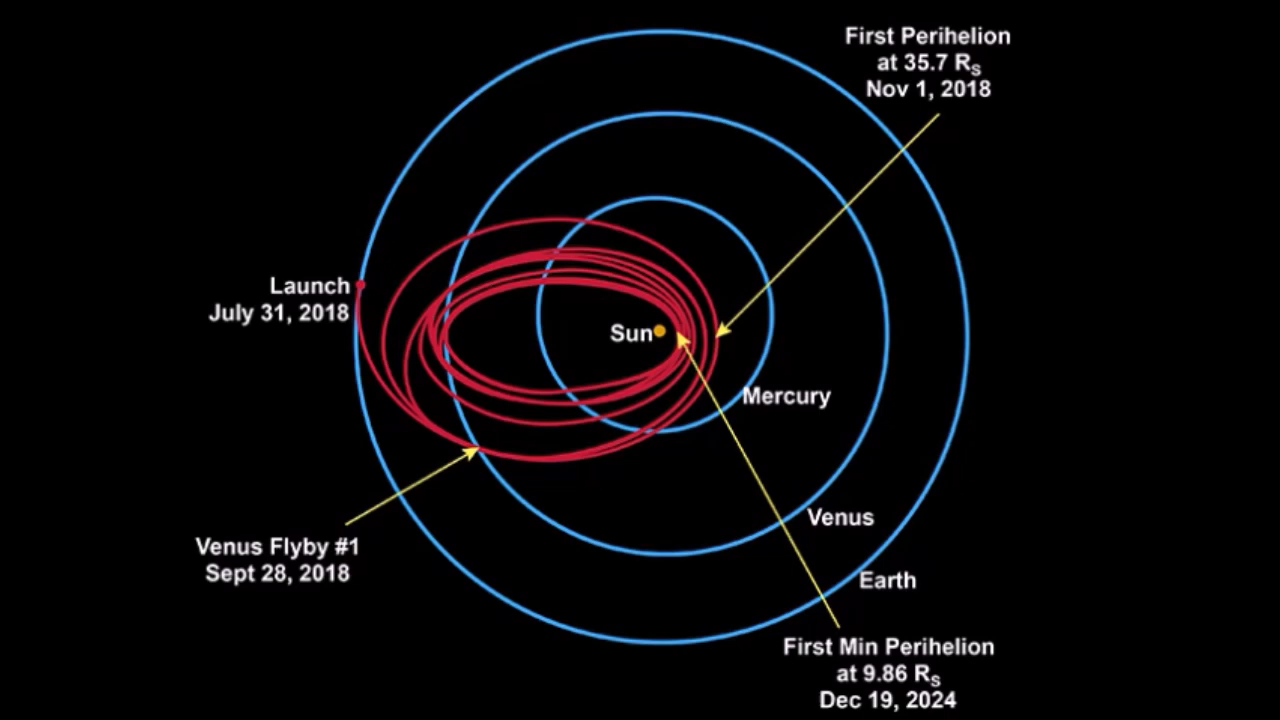 First Perihelion
at 35.7 Rs
Nov 1, 2018
Launch
July 31, 2018
Sun
Mercury
Venus
Venus Flyby #1
Sept 28, 2018
Earth
First Min Perihelion
at 9.86 Rs
Dec 19, 2024